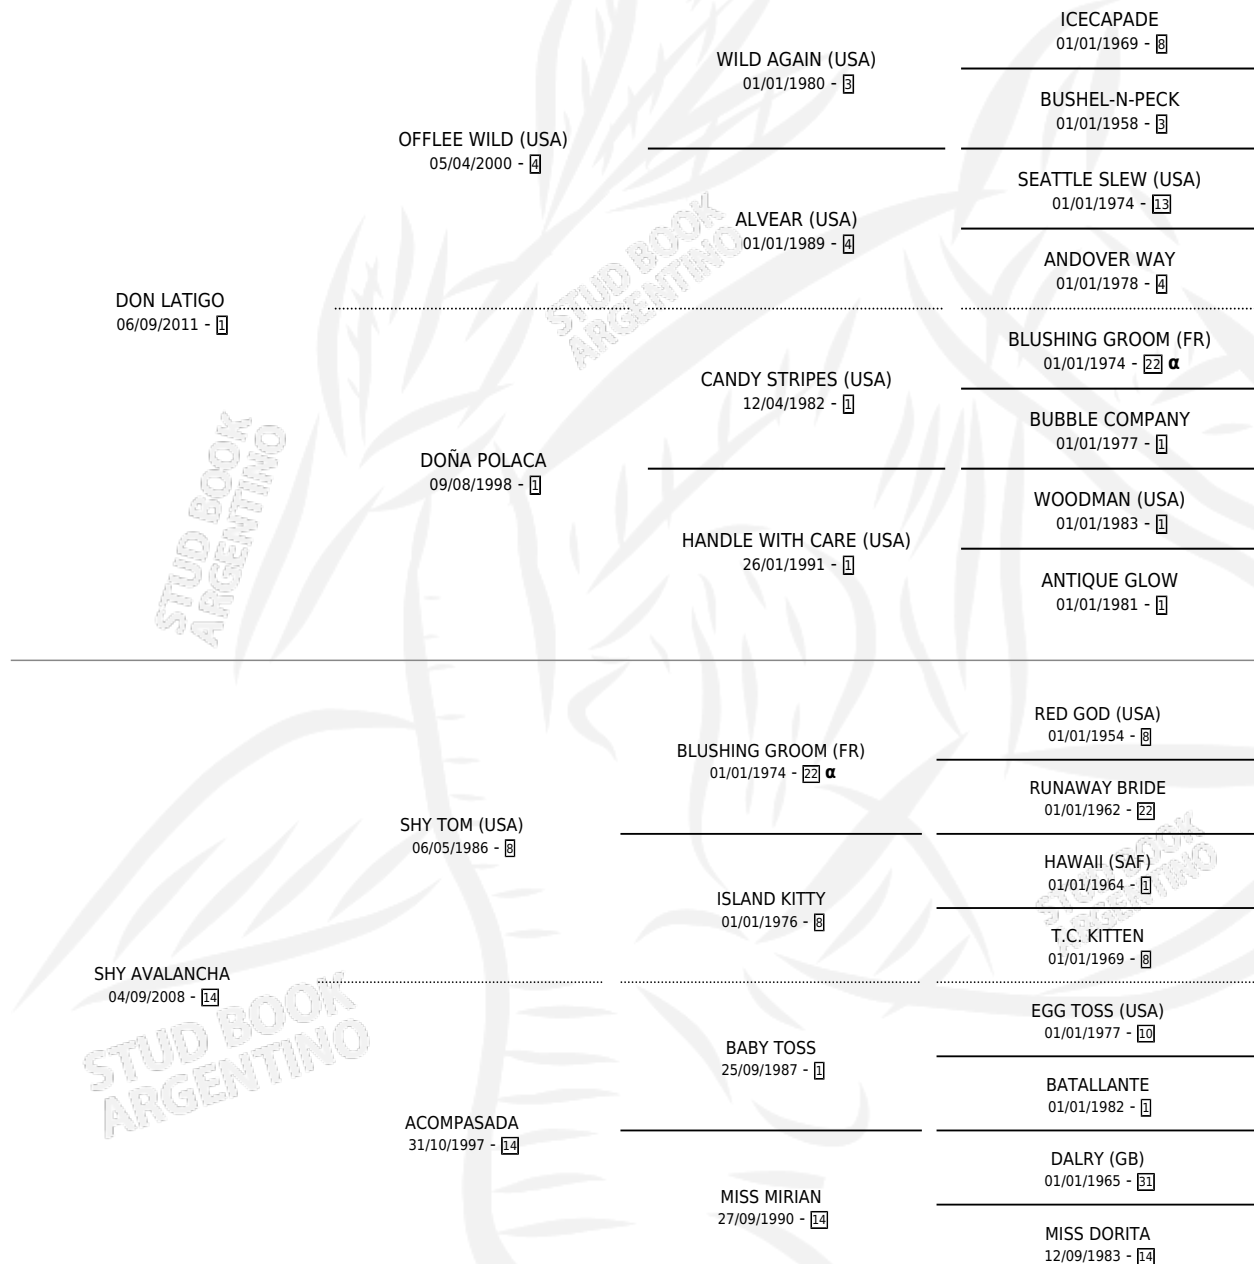 ICECAPADE
01/01/1969 - 8
WILD AGAIN (USA)
01/01/1980 - 3
BUSHEL-N-PECK
01/01/1958 - 3
OFFLEE WILD (USA)
05/04/2000 - 4
SEATTLE SLEW (USA)
01/01/1974 - 13
ALVEAR (USA)
01/01/1989 - 4
ANDOVER WAY
01/01/1978 - 4
DON LATIGO
06/09/2011 - 1
BLUSHING GROOM (FR)
01/01/1974 - 22 α
CANDY STRIPES (USA)
12/04/1982 - 1
BUBBLE COMPANY
01/01/1977 - 1
DOÑA POLACA
09/08/1998 - 1
WOODMAN (USA)
01/01/1983 - 1
HANDLE WITH CARE (USA)
26/01/1991 - 1
ANTIQUE GLOW
01/01/1981 - 1
RED GOD (USA)
01/01/1954 - 8
BLUSHING GROOM (FR)
01/01/1974 - 22 α
RUNAWAY BRIDE
01/01/1962 - 22
SHY TOM (USA)
06/05/1986 - 8
HAWAII (SAF)
01/01/1964 - 1
ISLAND KITTY
01/01/1976 - 8
T.C. KITTEN
01/01/1969 - 8
SHY AVALANCHA
04/09/2008 - 14
EGG TOSS (USA)
01/01/1977 - 10
BABY TOSS
25/09/1987 - 1
BATALLANTE
01/01/1982 - 1
ACOMPASADA
31/10/1997 - 14
DALRY (GB)
01/01/1965 - 31
MISS MIRIAN
27/09/1990 - 14
MISS DORITA
12/09/1983 - 14
STUD BOOK
ARGENTINO
STUD BOOK
ARGENTINO
STUD BOOK
ARGENTINO
STUD BOOK
ARGENTINO